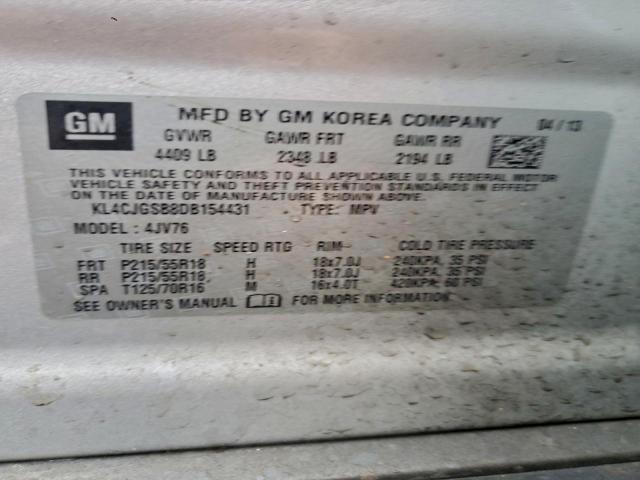 GM MFD BY GM KOREA COMPANY 04/13
GVWR GAWR FRT GAWR RR
4409 LB 2348 LB 2194 LB
THIS VEHICLE CONFORMS TO ALL APPLICABLE U.S. FEDERAL MOTOR
VEHICLE SAFETY AND THEFT PREVENTION STANDARDS IN EFFECT
ON THE DATE OF MANUFACTURE SHOWN ABOVE.
KL4CJGSB8DB154431 TYPE: MPV
MODEL: 4JV76
TIRE SIZE SPEED RTG RIM COLD TIRE PRESSURE
FRT P215/55R18 H 18x7.0J 240KPA, 35 PSI
RR P215/55R18 H 18x7.0J 240KPA, 35 PSI
SPA T125/70R16 M 16x4.0T 420KPA, 60 PSI
SEE OWNER'S MANUAL FOR MORE INFORMATION